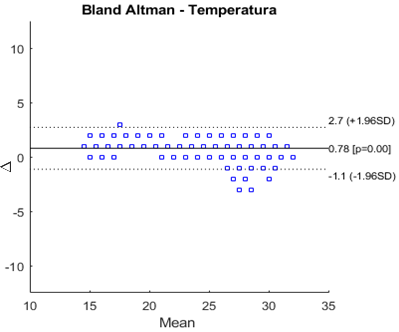 Bland Altman - Temperatura
10
5
0
-5
-10
Δ
2.7 (+1.96SD)
0.78 [p=0.00]
-1.1 (-1.96SD)
10 15 20 25 30 35
Mean